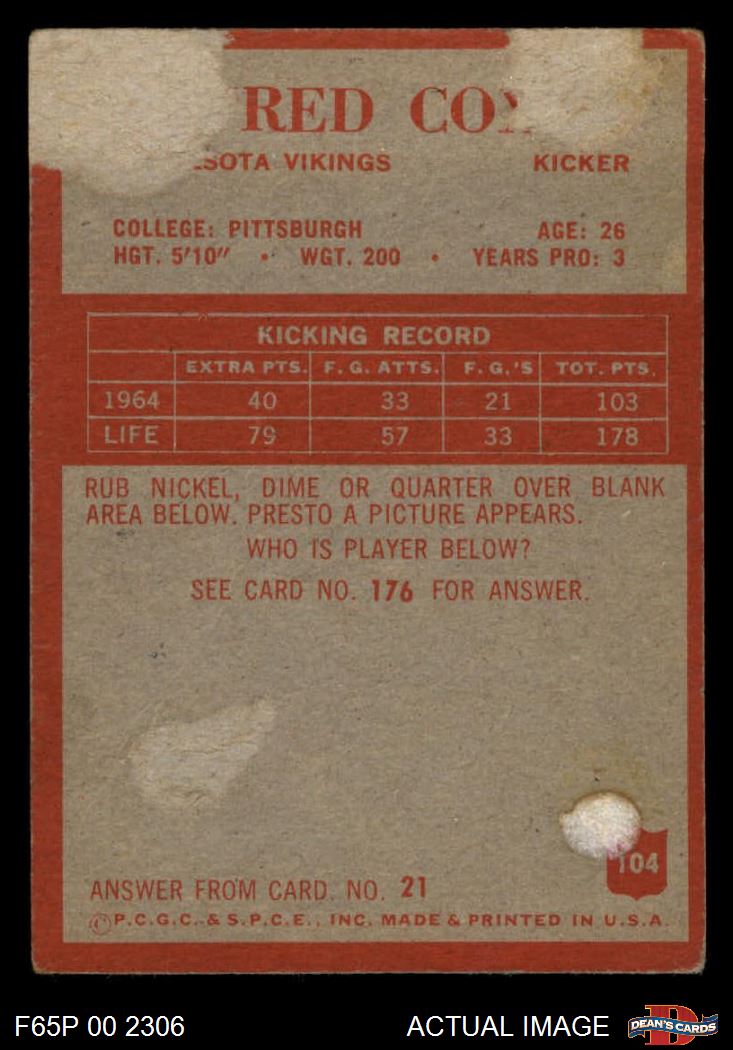 RED CO
SOTA VIKINGS KICKER
COLLEGE: PITTSBURGH AGE: 26
HGT. 5'10" • WGT. 200 • YEARS PRO: 3
KICKING RECORD
EXTRA PTS. F.G. ATTS. F.G.'S TOT. PTS.
1964 40 33 21 103
LIFE 79 57 33 178
RUB NICKEL, DIME OR QUARTER OVER BLANK
AREA BELOW. PRESTO A PICTURE APPEARS.
WHO IS PLAYER BELOW?
SEE CARD NO. 176 FOR ANSWER.
104
ANSWER FROM CARD. NO. 21
©P.C.G.C. & S.P.C.E., INC. MADE & PRINTED IN U.S.A.
F65P 00 2306 ACTUAL IMAGE D DEAN'S CARDS